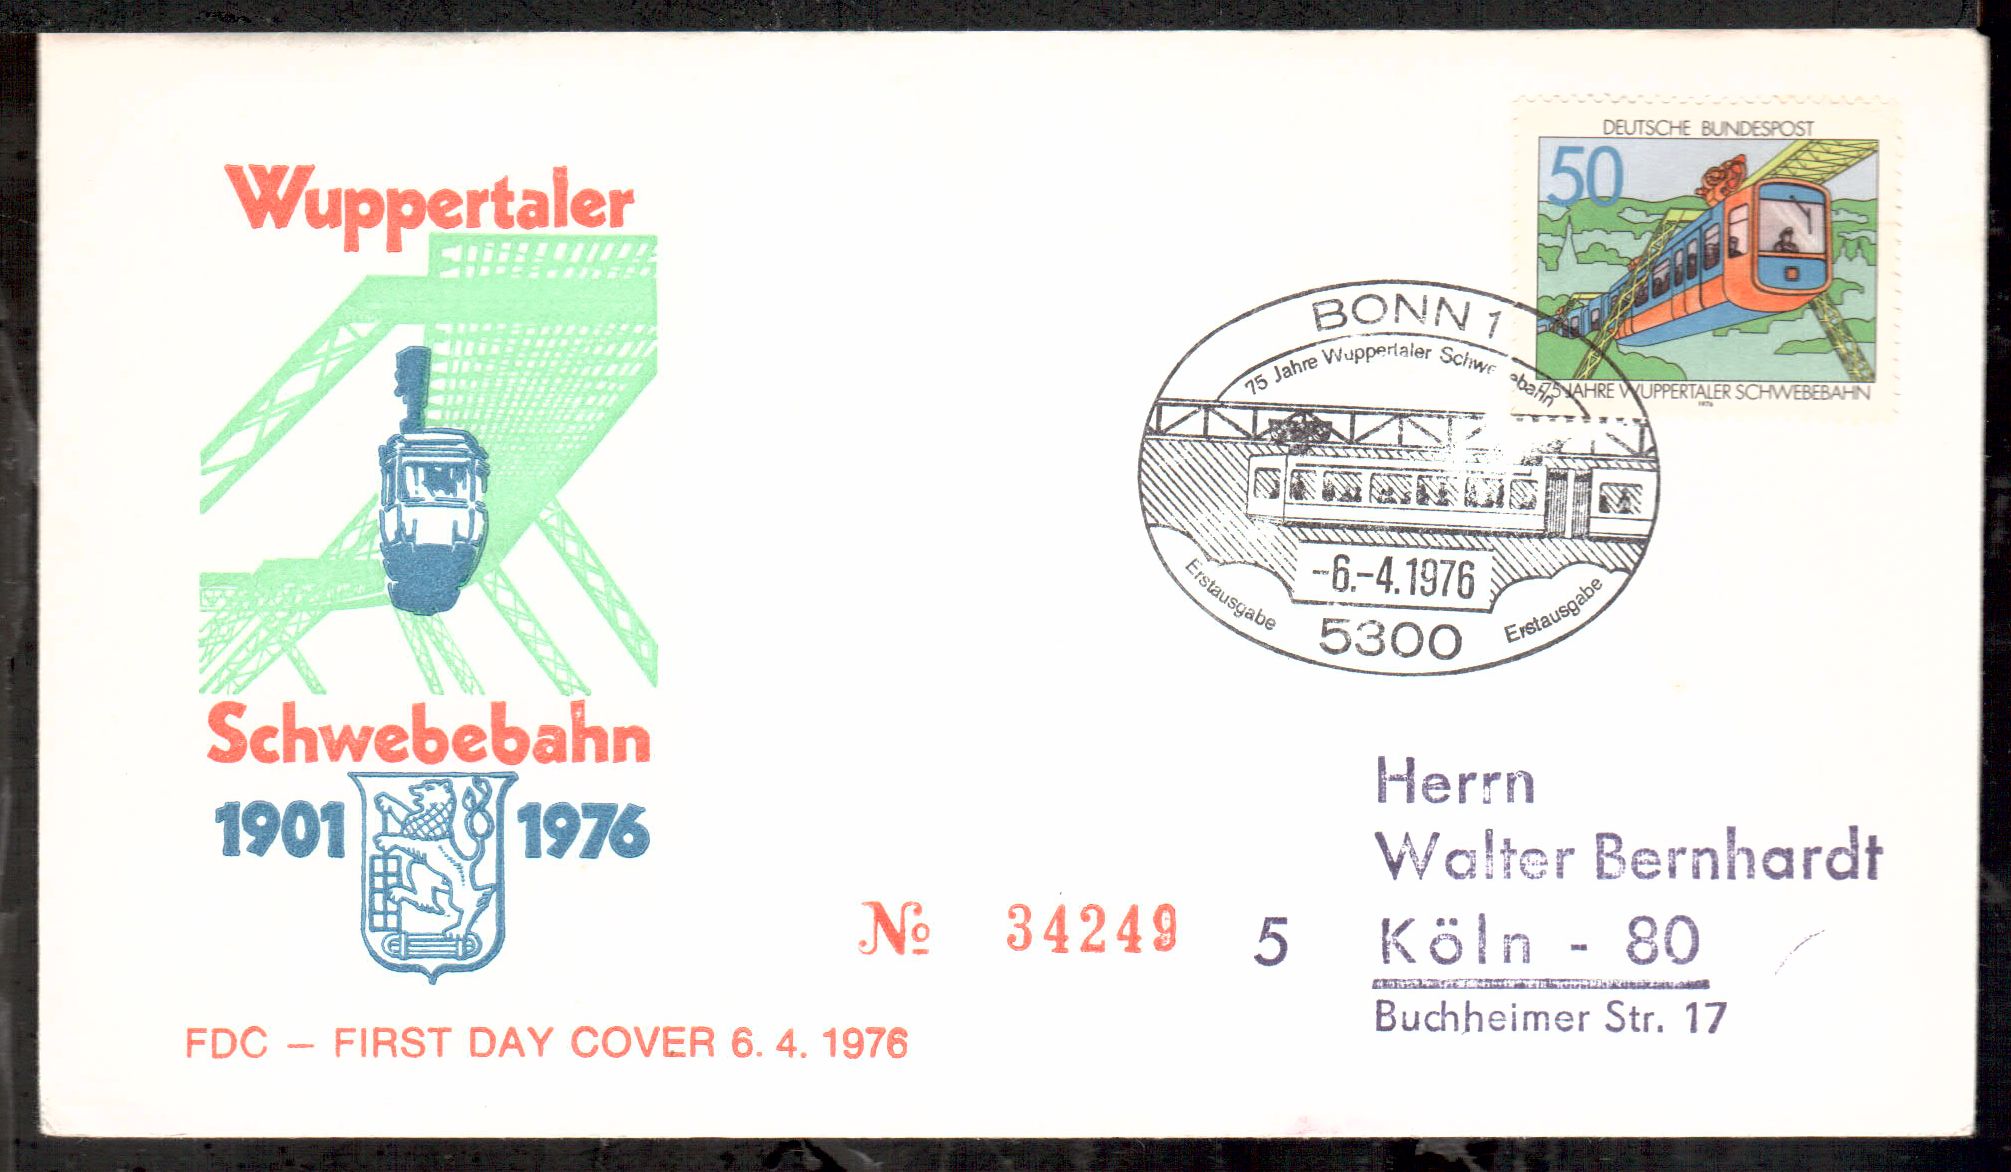 Wuppertaler
Schwebebahn
1901 1976
FDC – FIRST DAY COVER 6. 4. 1976
№ 34249
DEUTSCHE BUNDESPOST
50
75 JAHRE WUPPERTALER SCHWEBEBAHN
1976
BONN 1
75 Jahre Wuppertaler Schwebebahn
-6.-4.1976
Erstausgabe Erstausgabe
5300
Herrn
Walter Bernhardt
5 Köln - 80
Buchheimer Str. 17